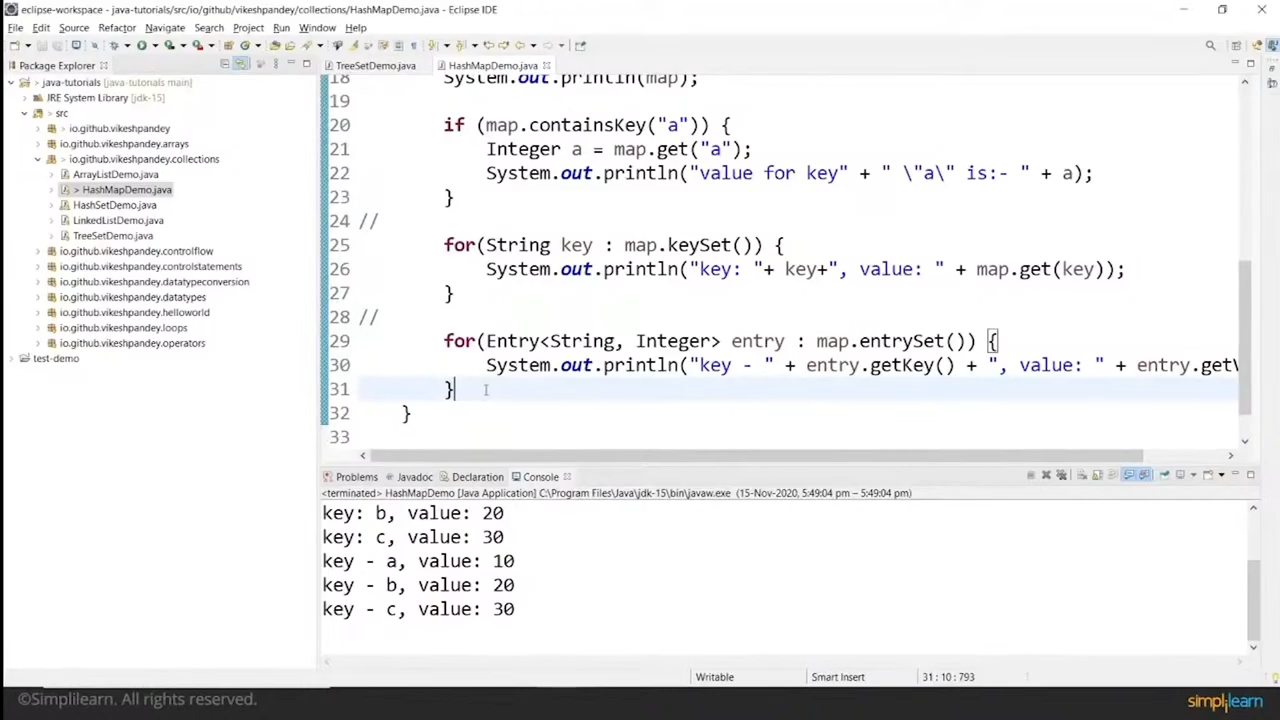 eclipse-workspace - java-tutorials/src/io/github/vikeshpandey/collections/HashMapDemo.java - Eclipse IDE
File Edit Source Refactor Navigate Search Project Run Window Help
Package Explorer
TreeSetDemo.java HashMapDemo.java
java-tutorials [java-tutorials main]
JRE System Library [jdk-15]
src
> io.github.vikeshpandey
io.github.vikeshpandey.arrays
> io.github.vikeshpandey.collections
ArrayListDemo.java
> HashMapDemo.java
HashSetDemo.java
LinkedListDemo.java
TreeSetDemo.java
io.github.vikeshpandey.controlflow
io.github.vikeshpandey.controlstatements
io.github.vikeshpandey.datatypeconversion
io.github.vikeshpandey.datatypes
io.github.vikeshpandey.helloworld
io.github.vikeshpandey.loops
io.github.vikeshpandey.operators
test-demo
18 System.out.println(map);
19
20 if (map.containsKey("a")) {
21 Integer a = map.get("a");
22 System.out.println("value for key" + " \"a\" is:- " + a);
23 }
24 //
25 for(String key : map.keySet()) {
26 System.out.println("key: "+ key+", value: " + map.get(key));
27 }
28 //
29 for(Entry<String, Integer> entry : map.entrySet()) {
30 System.out.println("key - " + entry.getKey() + ", value: " + entry.getV
31 }
32 }
33
Problems Javadoc Declaration Console
<terminated> HashMapDemo [Java Application] C:\Program Files\Java\jdk-15\bin\javaw.exe (15-Nov-2020, 5:49:04 pm – 5:49:04 pm)
key: b, value: 20
key: c, value: 30
key - a, value: 10
key - b, value: 20
key - c, value: 30
Writable Smart Insert 31 : 10 : 793
©Simplilearn. All rights reserved.
simplilearn